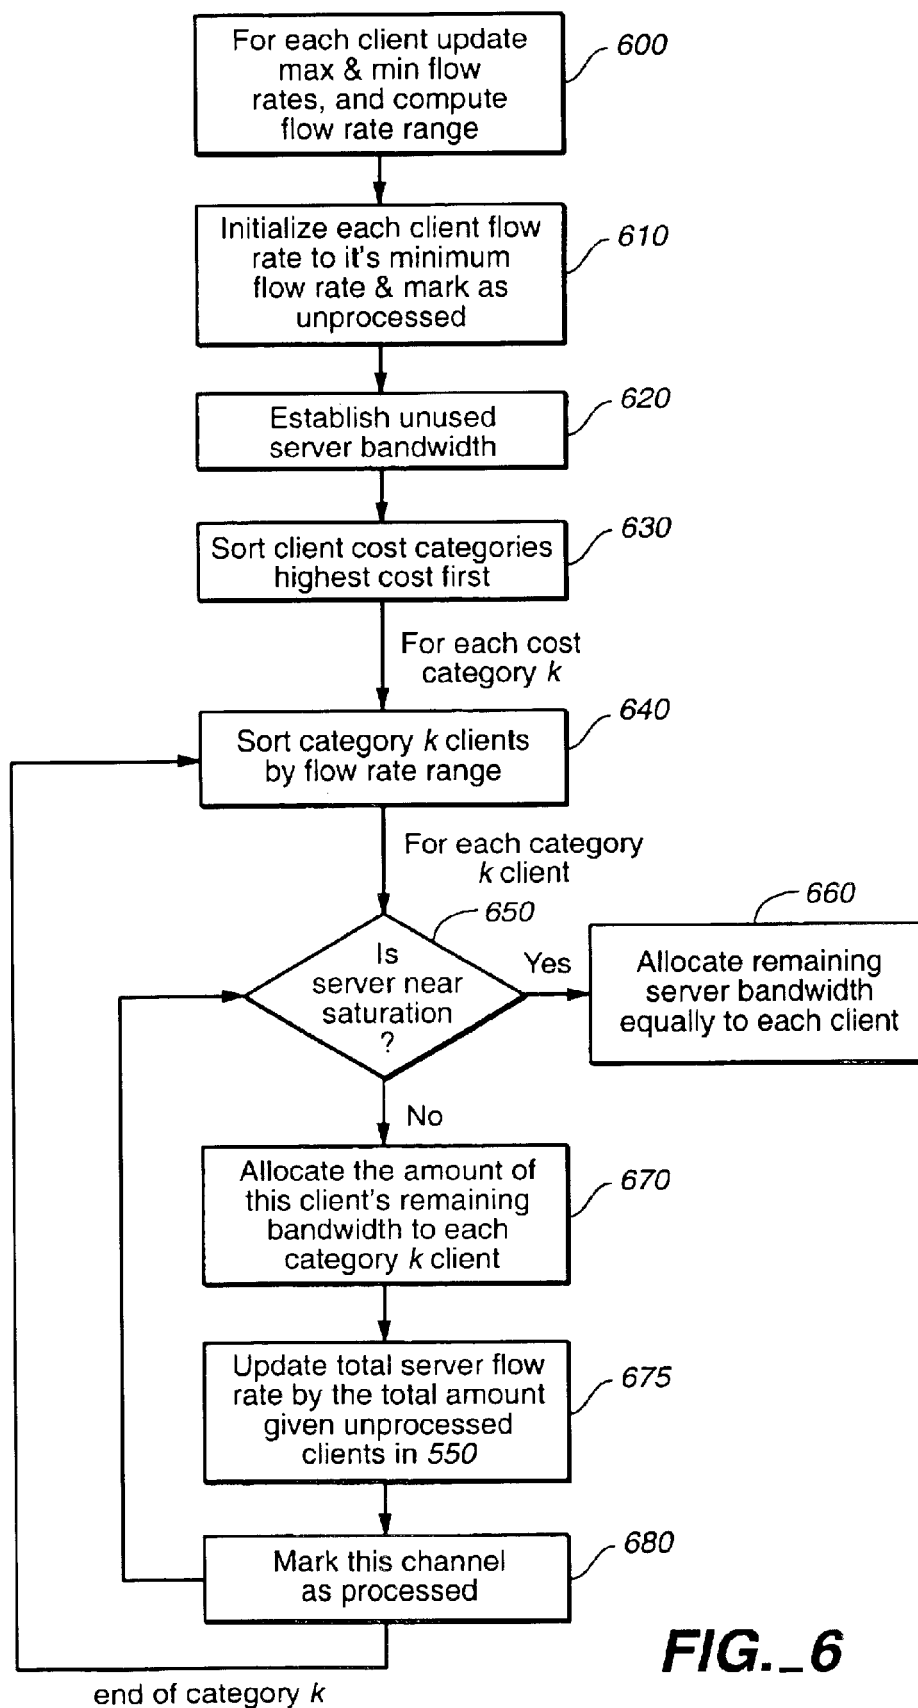 For each client update
max & min flow
rates, and compute
flow rate range
600
Initialize each client flow
rate to it's minimum
flow rate & mark as
unprocessed
610
Establish unused
server bandwidth
620
Sort client cost categories
highest cost first
630
For each cost
category k
Sort category k clients
by flow rate range
640
For each category
k client
650
Is
server near
saturation
?
Yes
660
Allocate remaining
server bandwidth
equally to each client
No
Allocate the amount of
this client's remaining
bandwidth to each
category k client
670
Update total server flow
rate by the total amount
given unprocessed
clients in 550
675
Mark this channel
as processed
680
end of category k
FIG._6